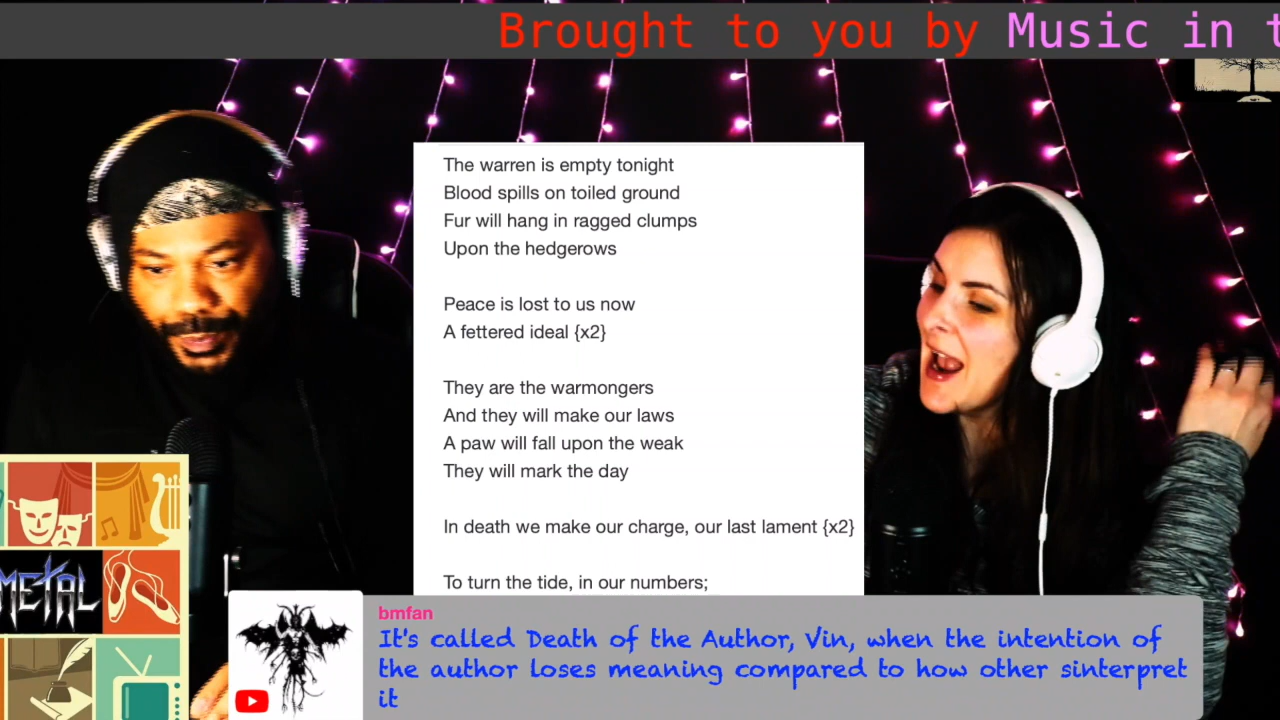 Brought to you by Music in t
The warren is empty tonight
Blood spills on toiled ground
Fur will hang in ragged clumps
Upon the hedgerows
Peace is lost to us now
A fettered ideal {x2}
They are the warmongers
And they will make our laws
A paw will fall upon the weak
They will mark the day
In death we make our charge, our last lament {x2}
To turn the tide, in our numbers;
METAL
bmfan
It's called Death of the Author, Vin, when the intention of
the author loses meaning compared to how other sinterpret
it